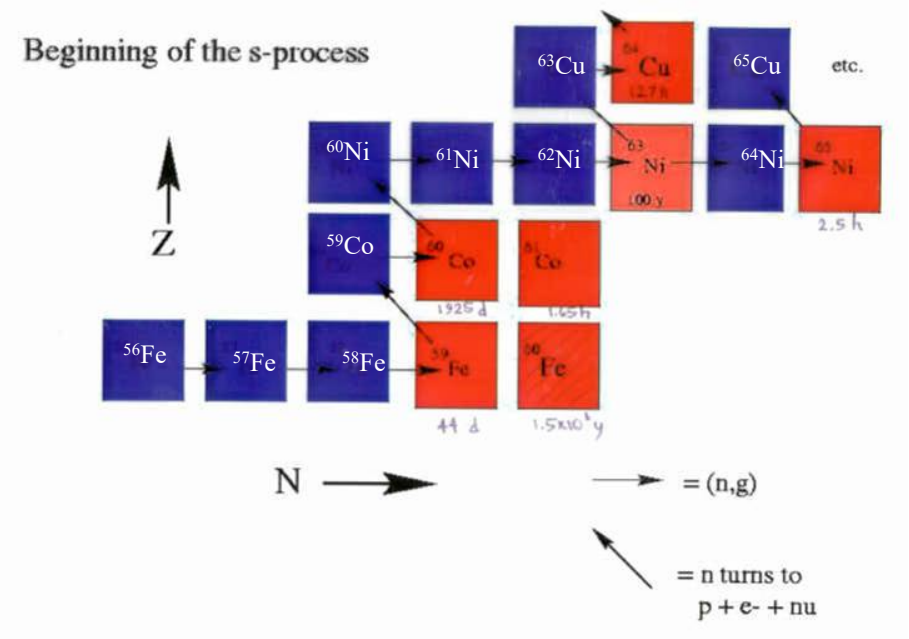 Beginning of the s-process
63Cu
64
Cu
12.7 h
65Cu
etc.
60Ni
61Ni
62Ni
63
Ni
100 y
64Ni
65
Ni
2.5 h
Z
59Co
60
Co
1925 d
61
Co
1.65 h
56Fe
57Fe
58Fe
59
Fe
44 d
60
Fe
N
= (n,g)
= n turns to
p + e- + nu